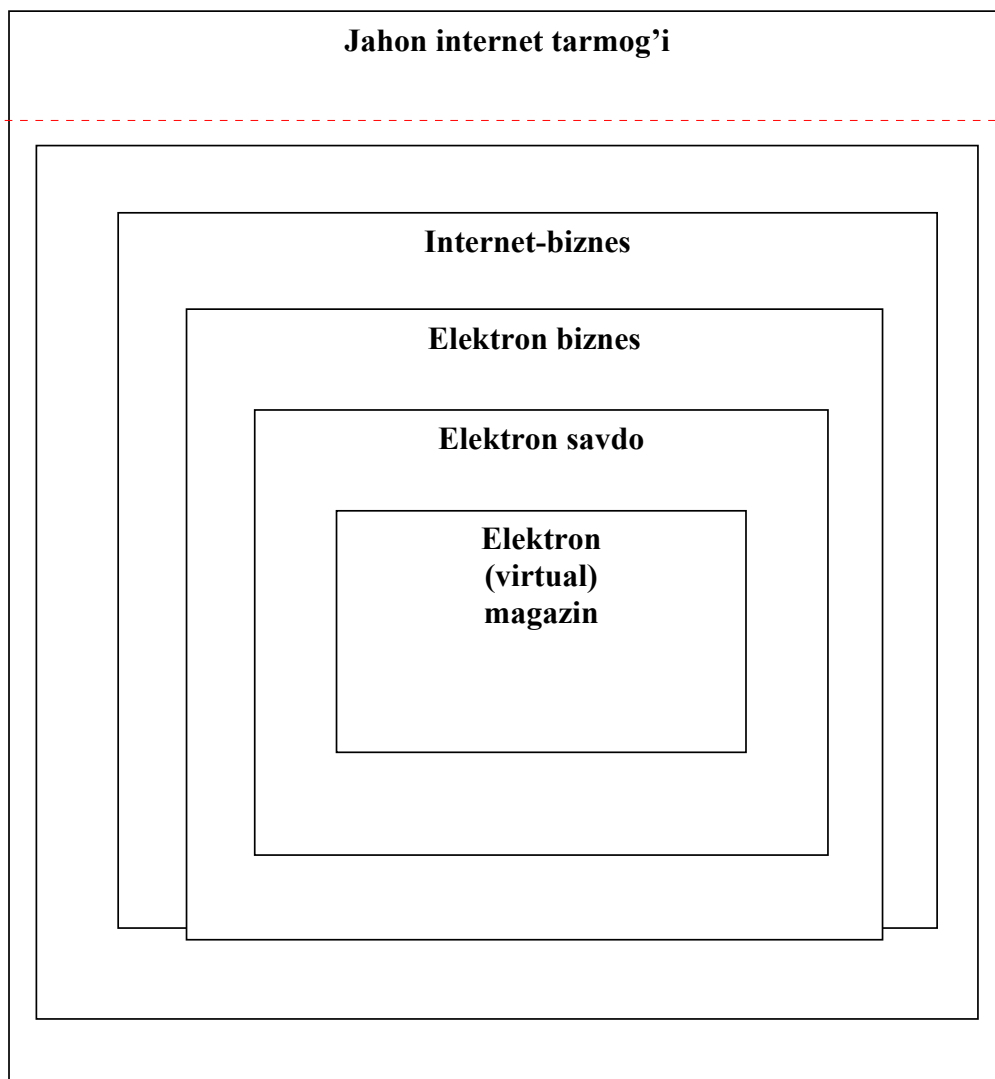 Jahon internet tarmog’i
Internet-biznes
Elektron biznes
Elektron savdo
Elektron
(virtual)
magazin